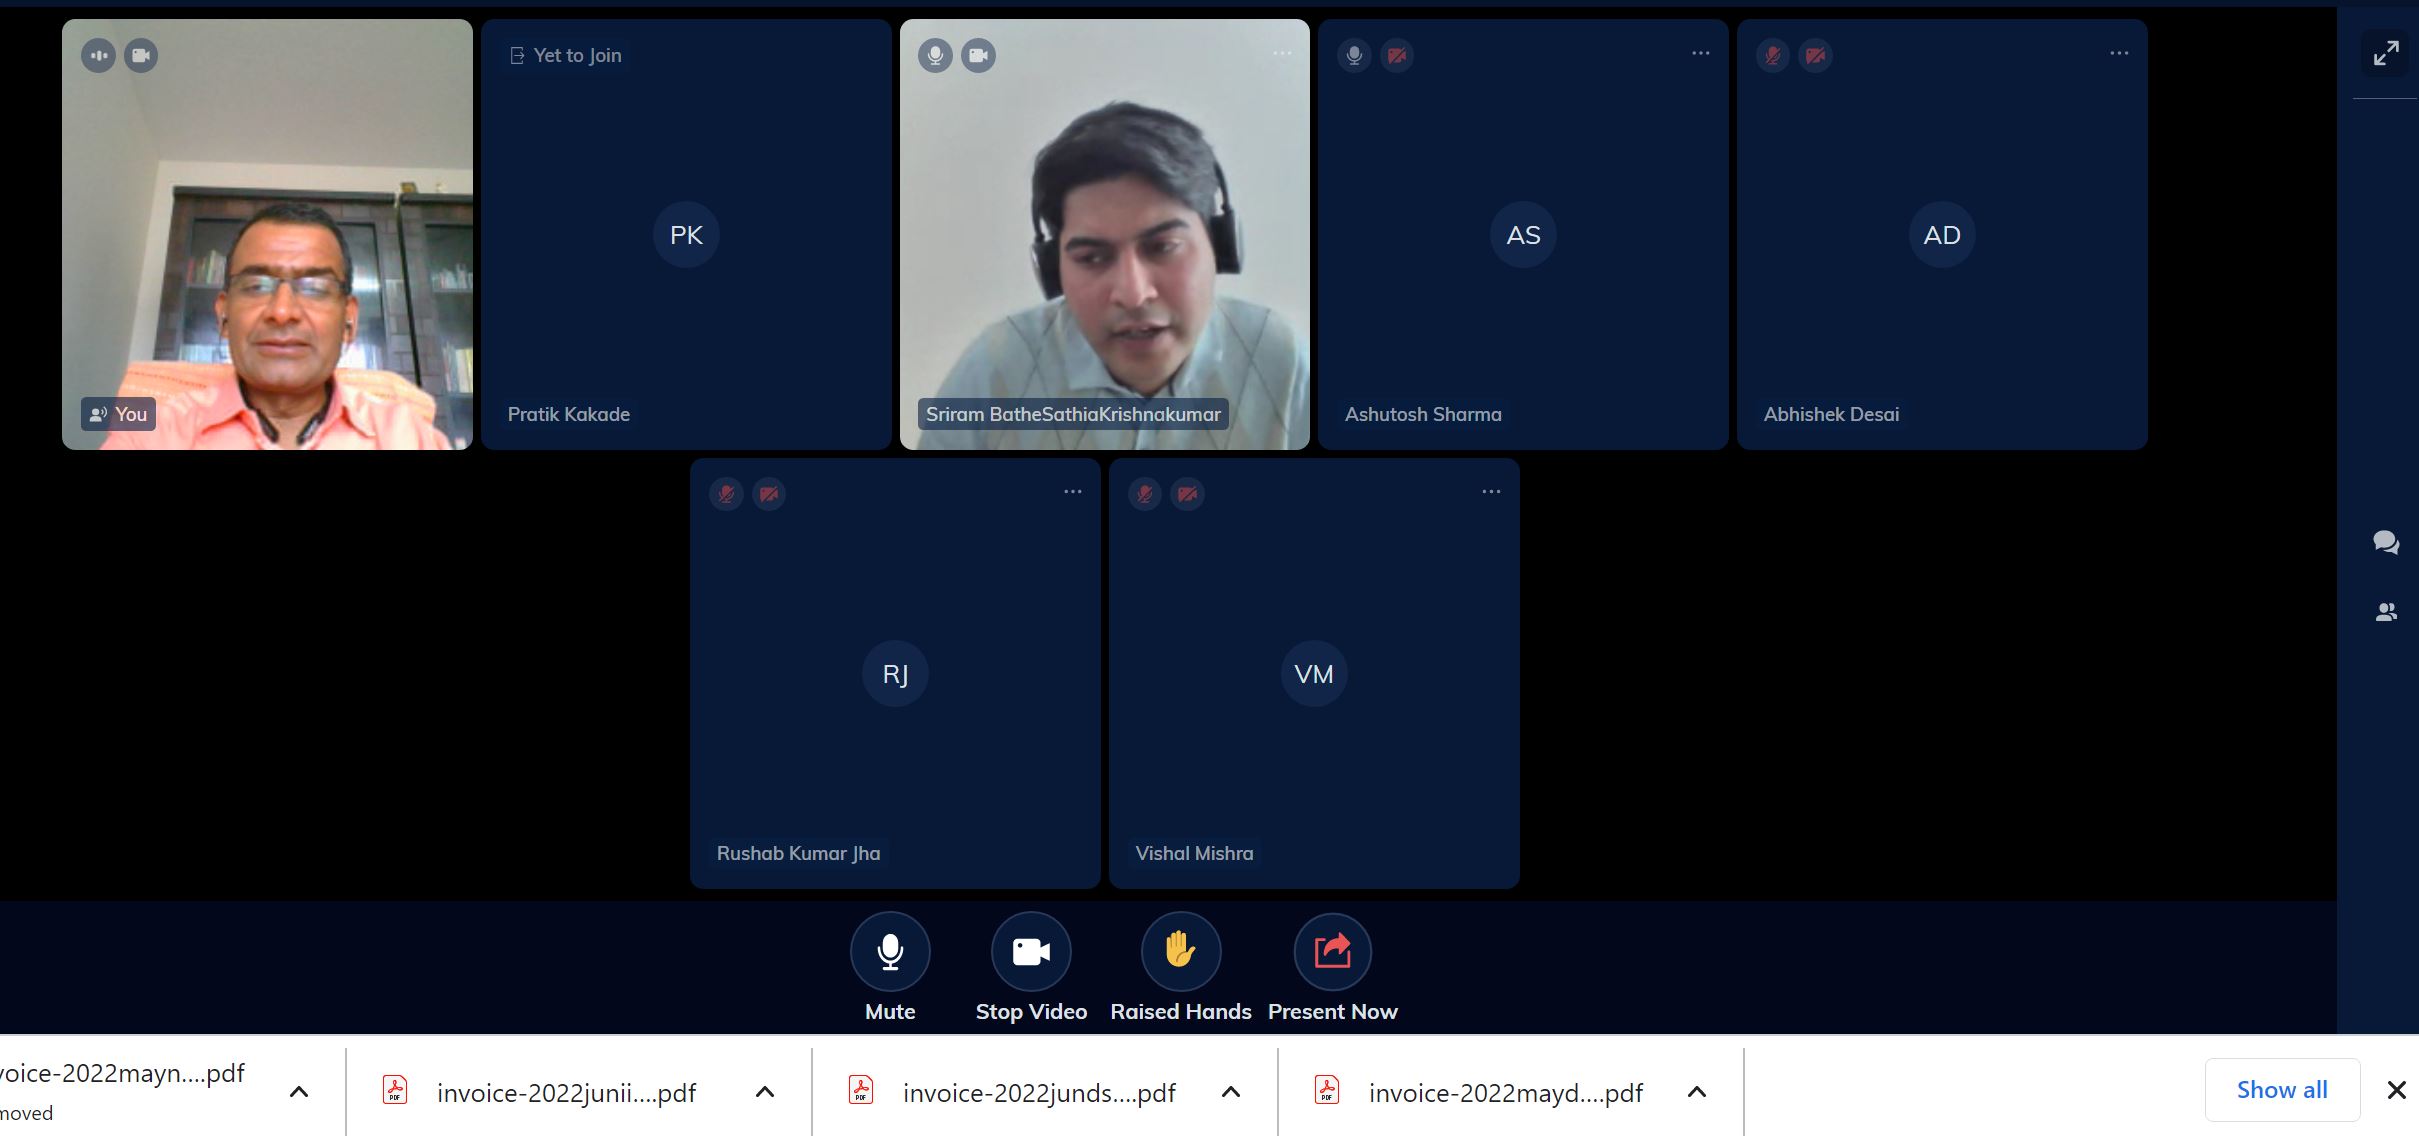 Yet to Join
PK
AS
AD
You
Pratik Kakade
Sriram BatheSathiaKrishnakumar
Ashutosh Sharma
Abhishek Desai
RJ
VM
Rushab Kumar Jha
Vishal Mishra
Mute
Stop Video
Raised Hands
Present Now
voice-2022mayn....pdf
moved
invoice-2022junii....pdf
invoice-2022junds....pdf
invoice-2022mayd....pdf
Show all